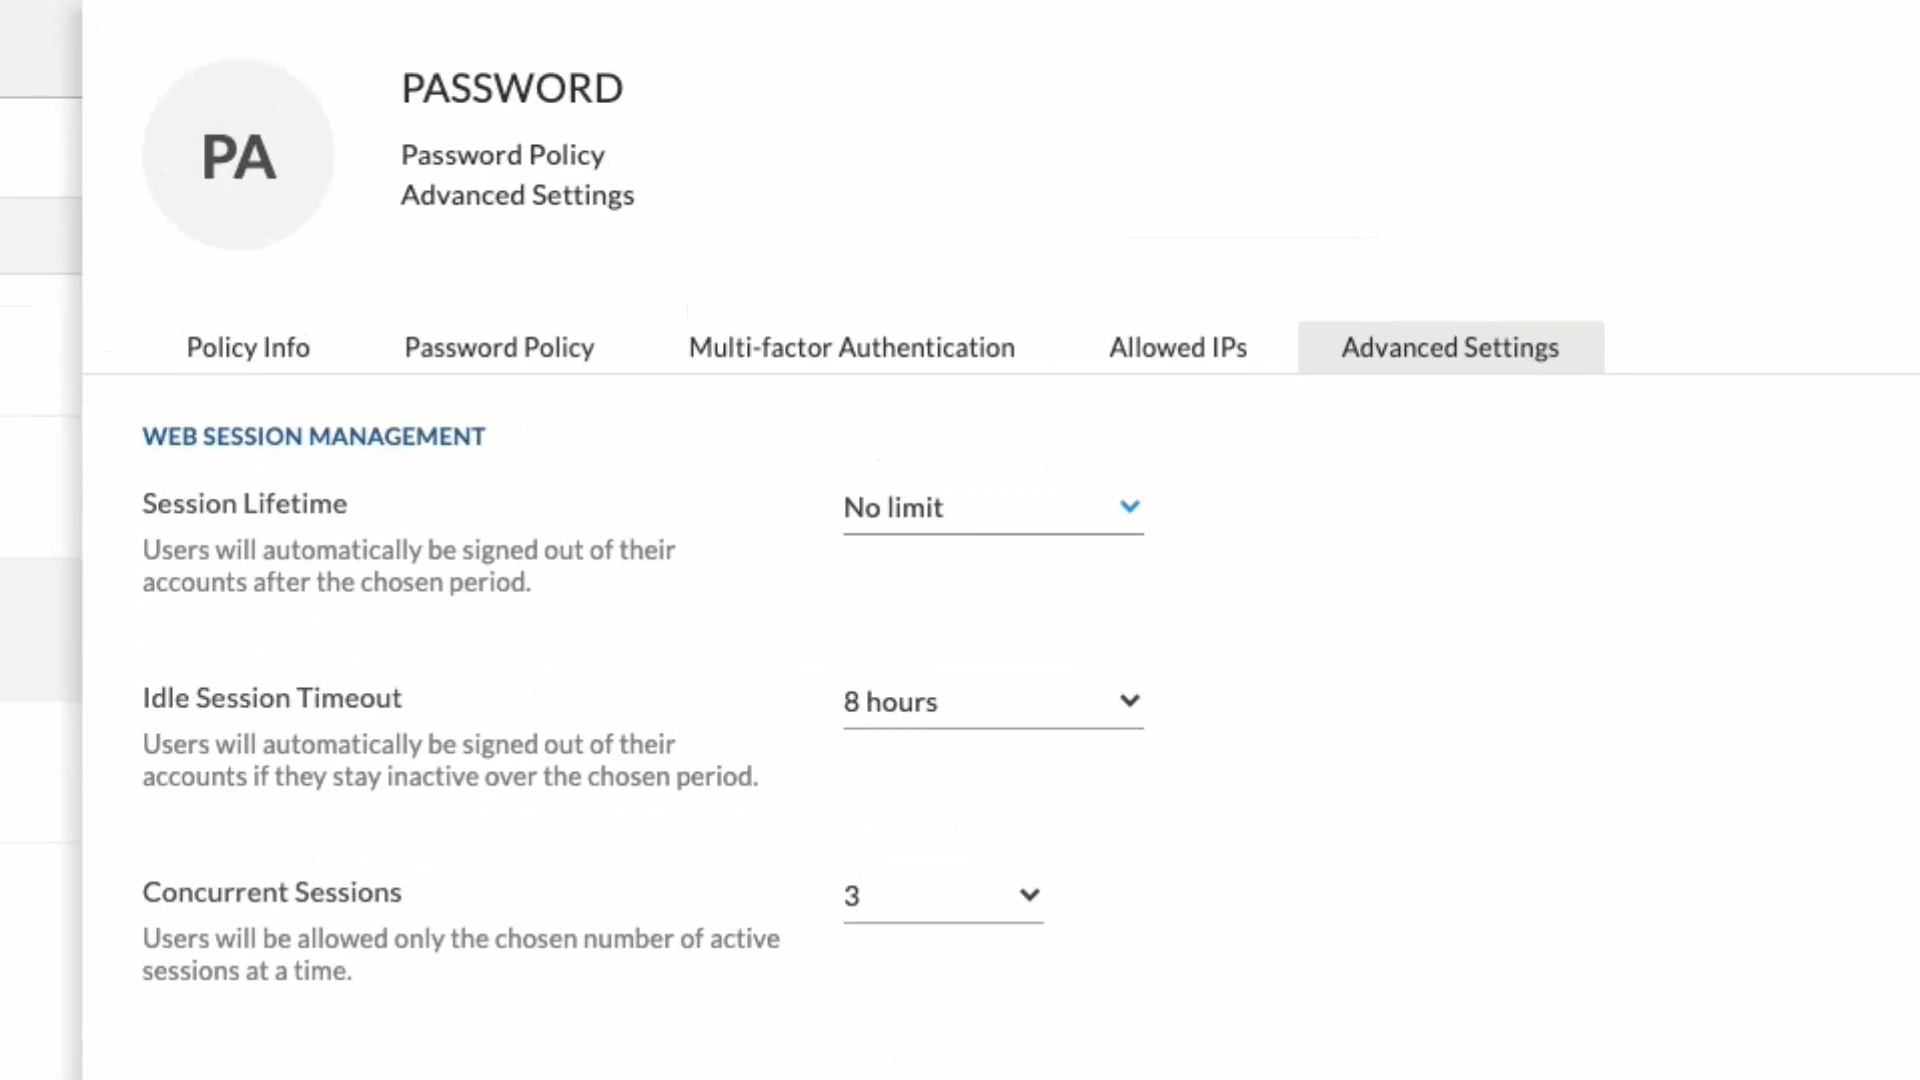 PA
PASSWORD
Password Policy
Advanced Settings
Policy Info
Password Policy
Multi-factor Authentication
Allowed IPs
Advanced Settings
WEB SESSION MANAGEMENT
Session Lifetime
No limit
Users will automatically be signed out of their
accounts after the chosen period.
Idle Session Timeout
8 hours
Users will automatically be signed out of their
accounts if they stay inactive over the chosen period.
Concurrent Sessions
3
Users will be allowed only the chosen number of active
sessions at a time.